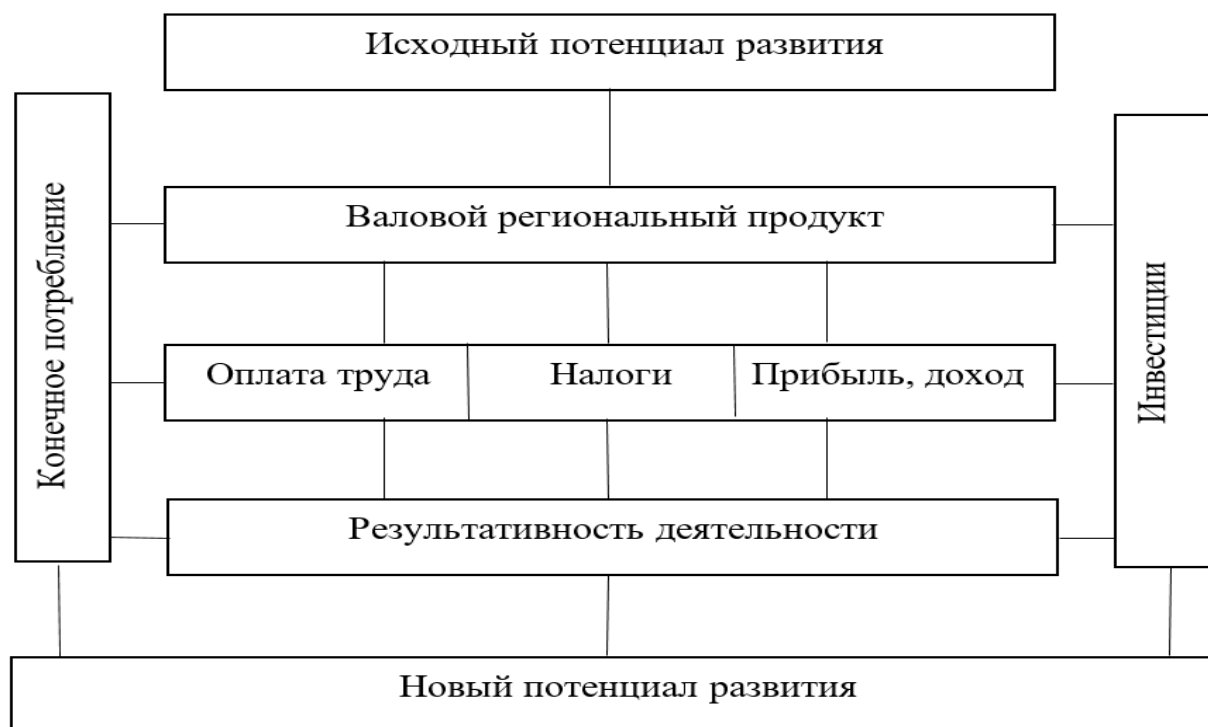 Исходный потенциал развития
Конечное потребление
Валовой региональный продукт
Инвестиции
Оплата труда
Налоги
Прибыль, доход
Результативность деятельности
Новый потенциал развития